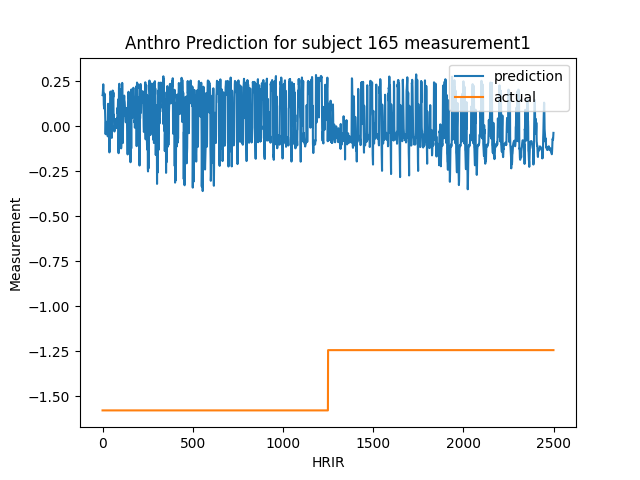 Anthro Prediction for subject 165 measurement1
prediction
actual
0.25
0.00
−0.25
−0.50
−0.75
−1.00
−1.25
−1.50
Measurement
0 500 1000 1500 2000 2500
HRIR